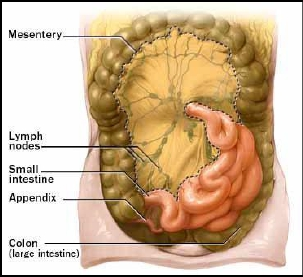 Mesentery
Lymph
nodes
Small
intestine
Appendix
Colon
(large intestine)